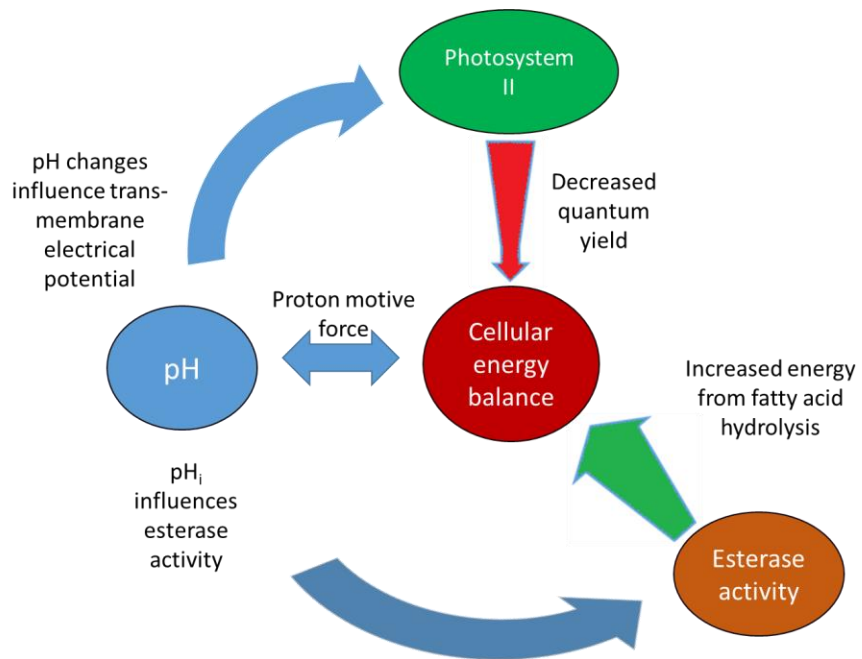 Photosystem
II
pH changes
influence trans-
membrane
electrical
potential
Decreased
quantum
yield
Proton motive
force
pH
Cellular
energy
balance
Increased energy
from fatty acid
hydrolysis
pHᵢ
influences
esterase
activity
Esterase
activity